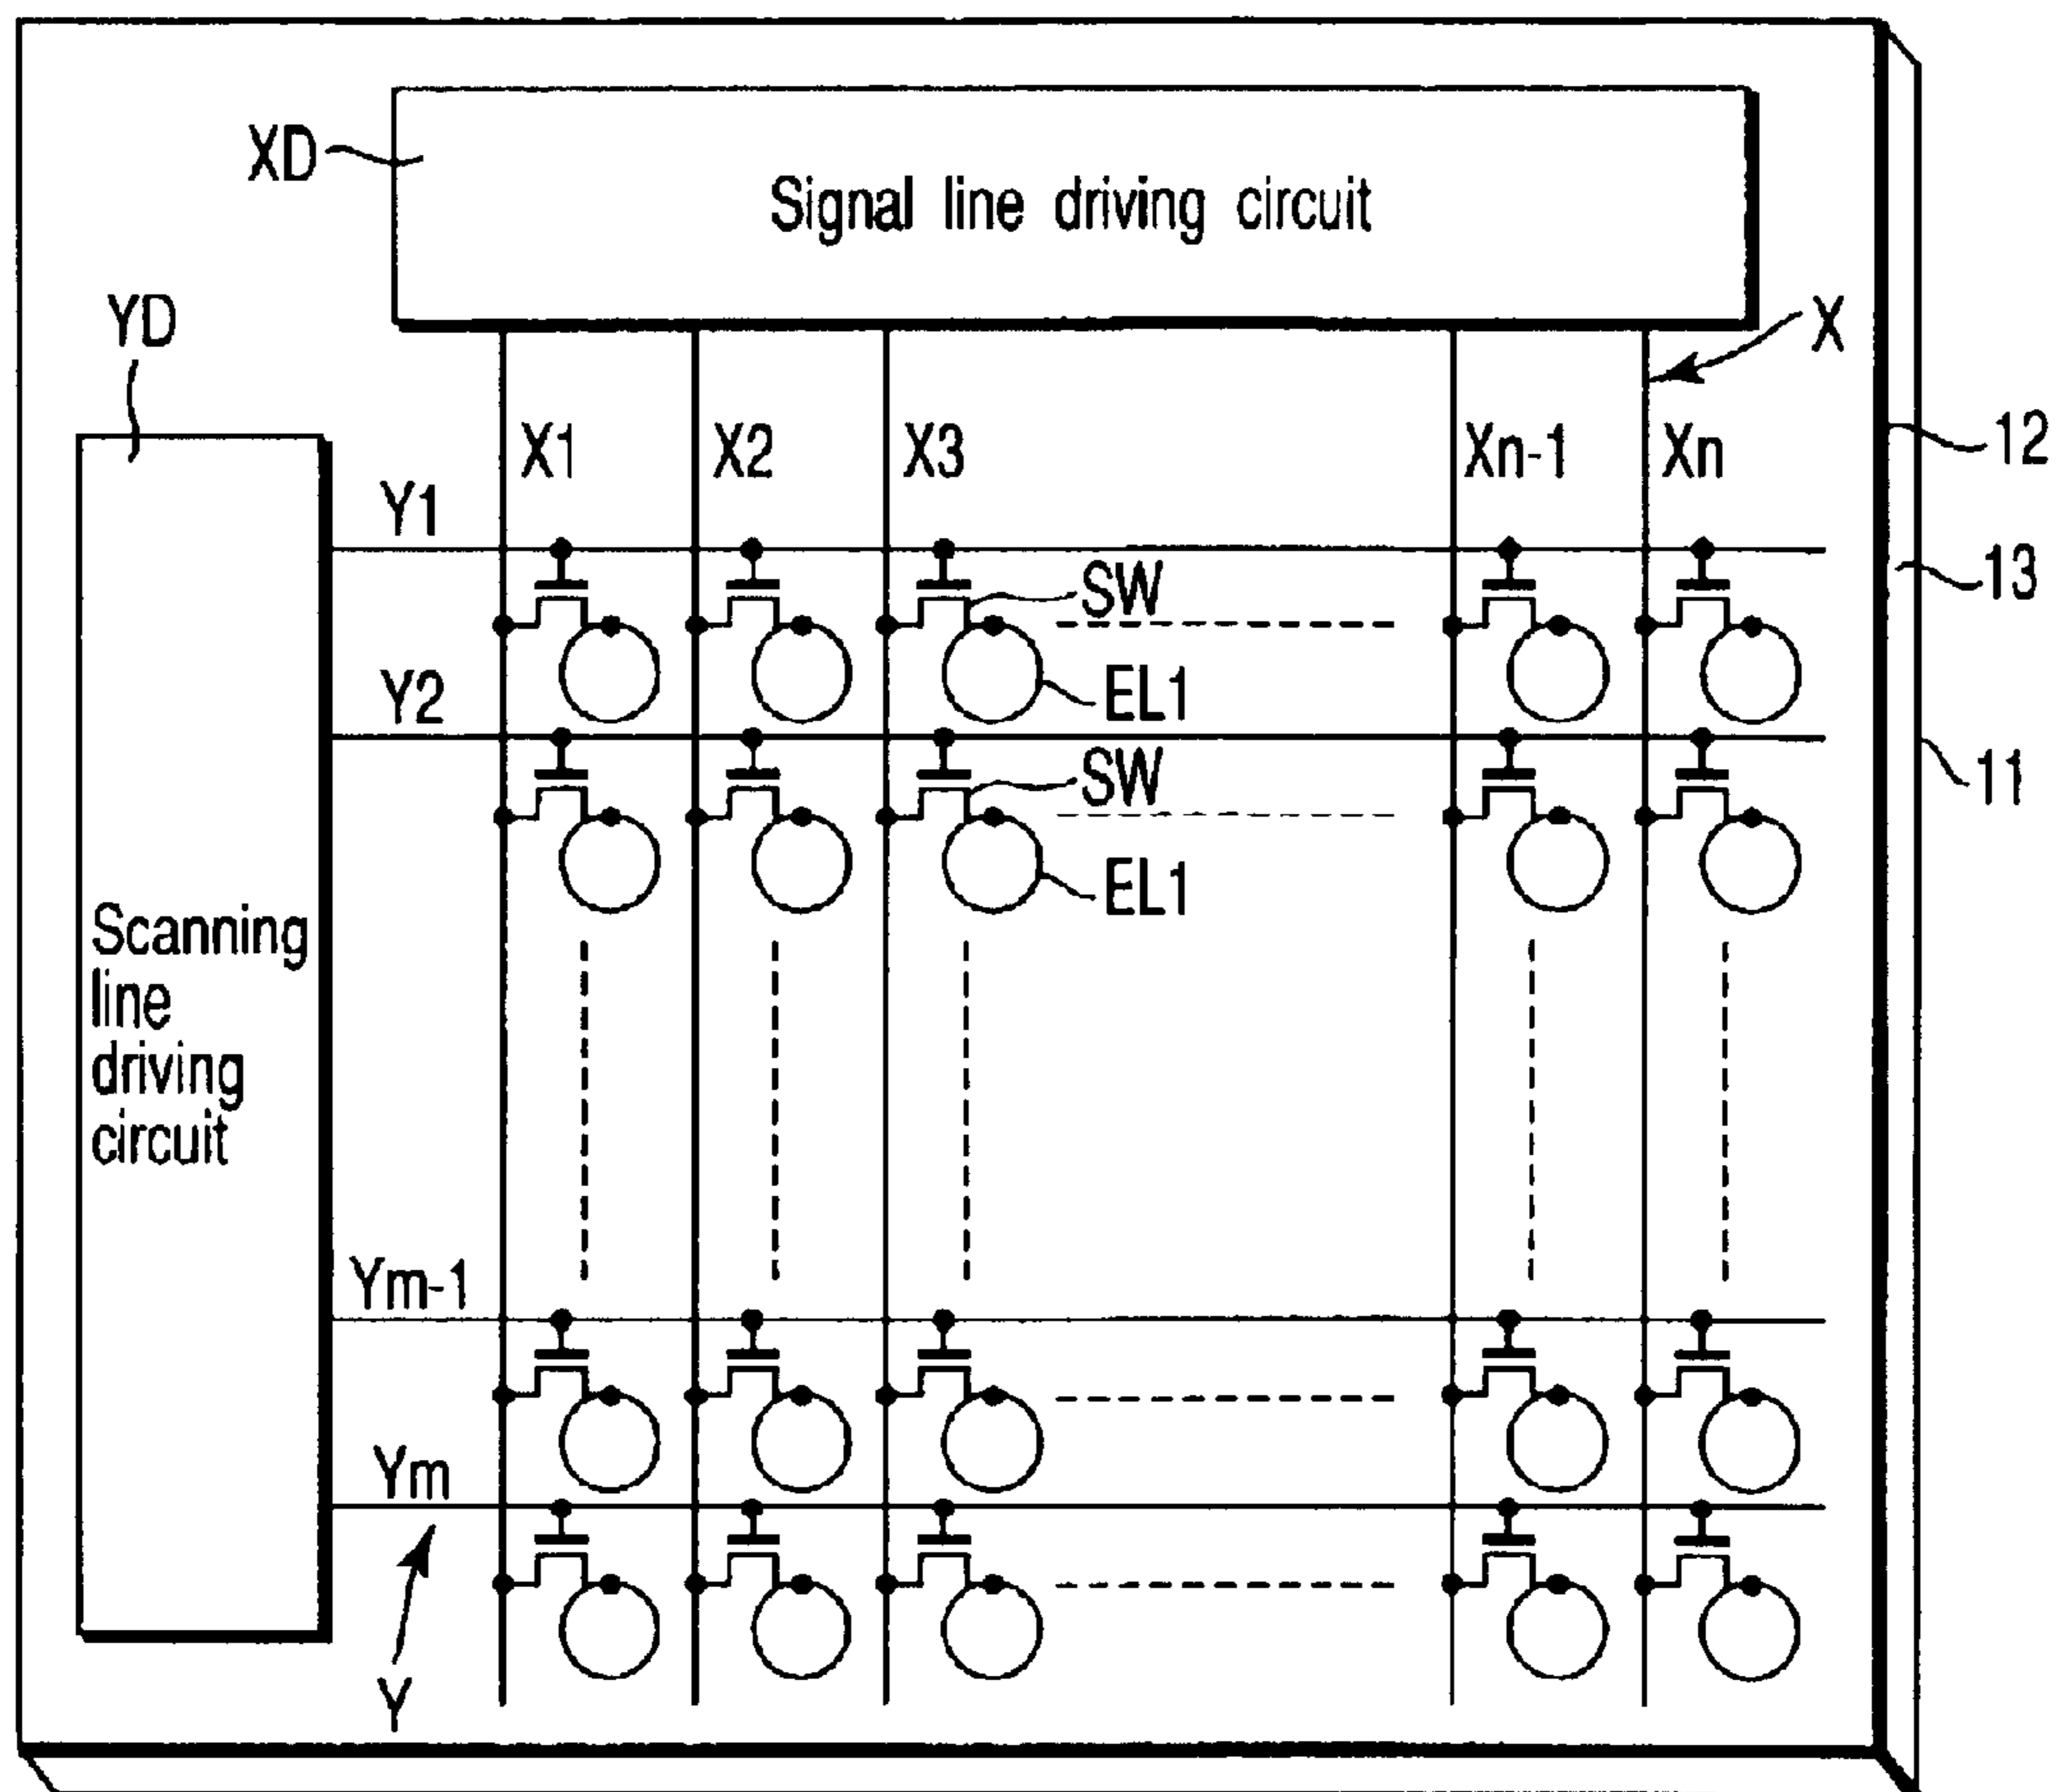 XD
Signal line driving circuit
YD
X
X1 X2 X3 Xn-1 Xn
12
Y1
13
SW
EL1
Y2
SW
11
EL1
Scanning
line
driving
circuit
Ym-1
Ym
Y